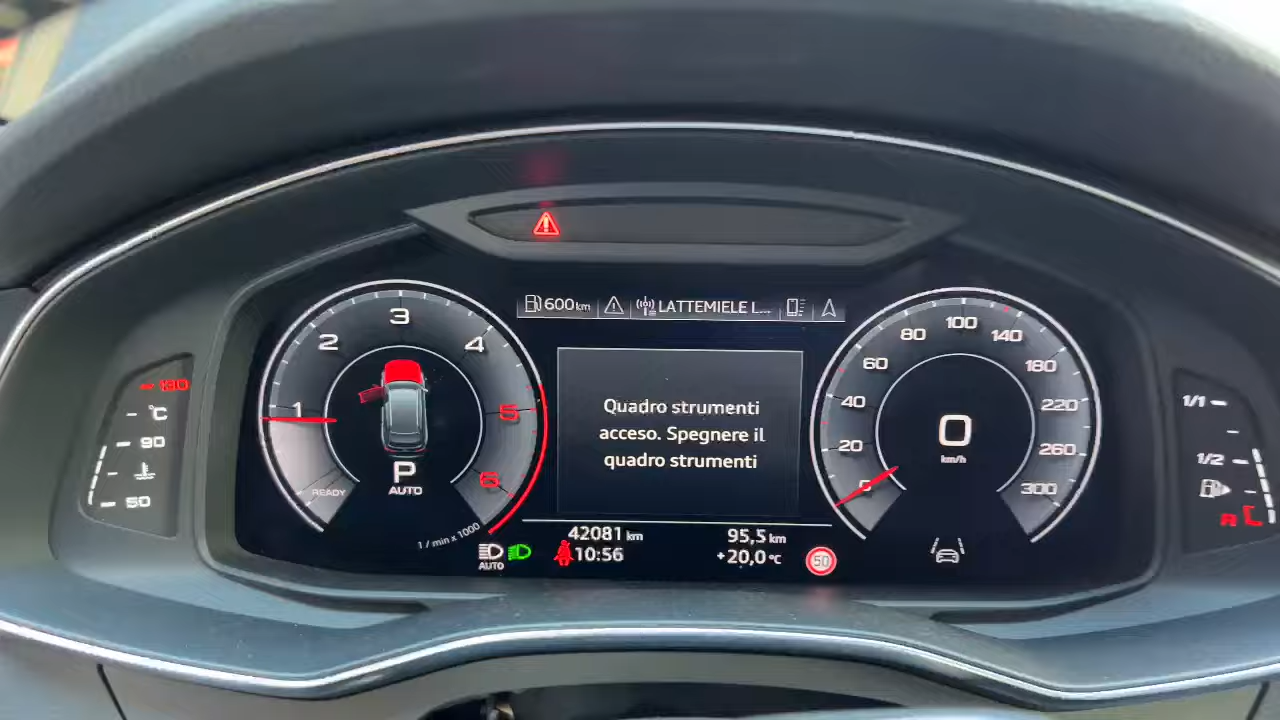 600 km
LATTEMIELE L...
1
2
3
4
5
6
READY
1 / min x 1000
P
AUTO
Quadro strumenti
acceso. Spegnere il
quadro strumenti
0
20
40
60
80
100
140
180
220
260
300
0
km/h
130
°C
90
50
1/1
1/2
R
AUTO
42081 km
95,5 km
10:56
+20,0 °C
50